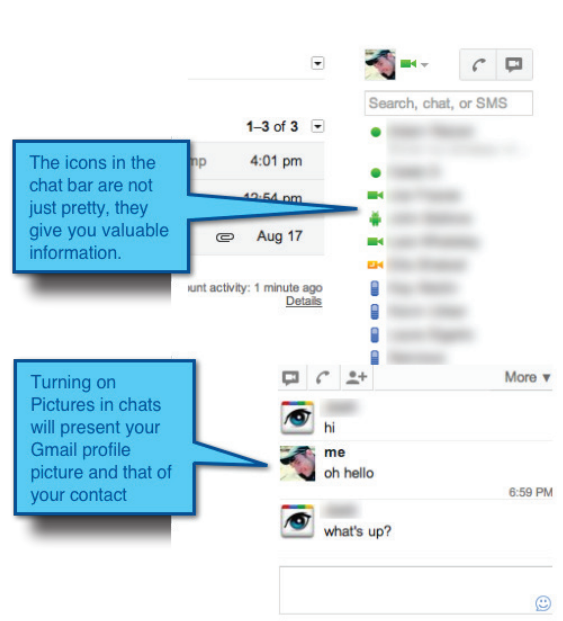 Search, chat, or SMS
1–3 of 3
The icons in the
chat bar are not
just pretty, they
give you valuable
information.
4:01 pm
12:54 pm
Aug 17
unt activity: 1 minute ago
Details
Turning on
Pictures in chats
will present your
Gmail profile
picture and that of
your contact
More
hi
me
oh hello
6:59 PM
what's up?